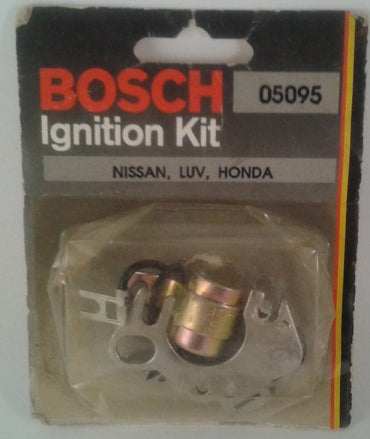 BOSCH
05095
Ignition Kit
NISSAN, LUV, HONDA